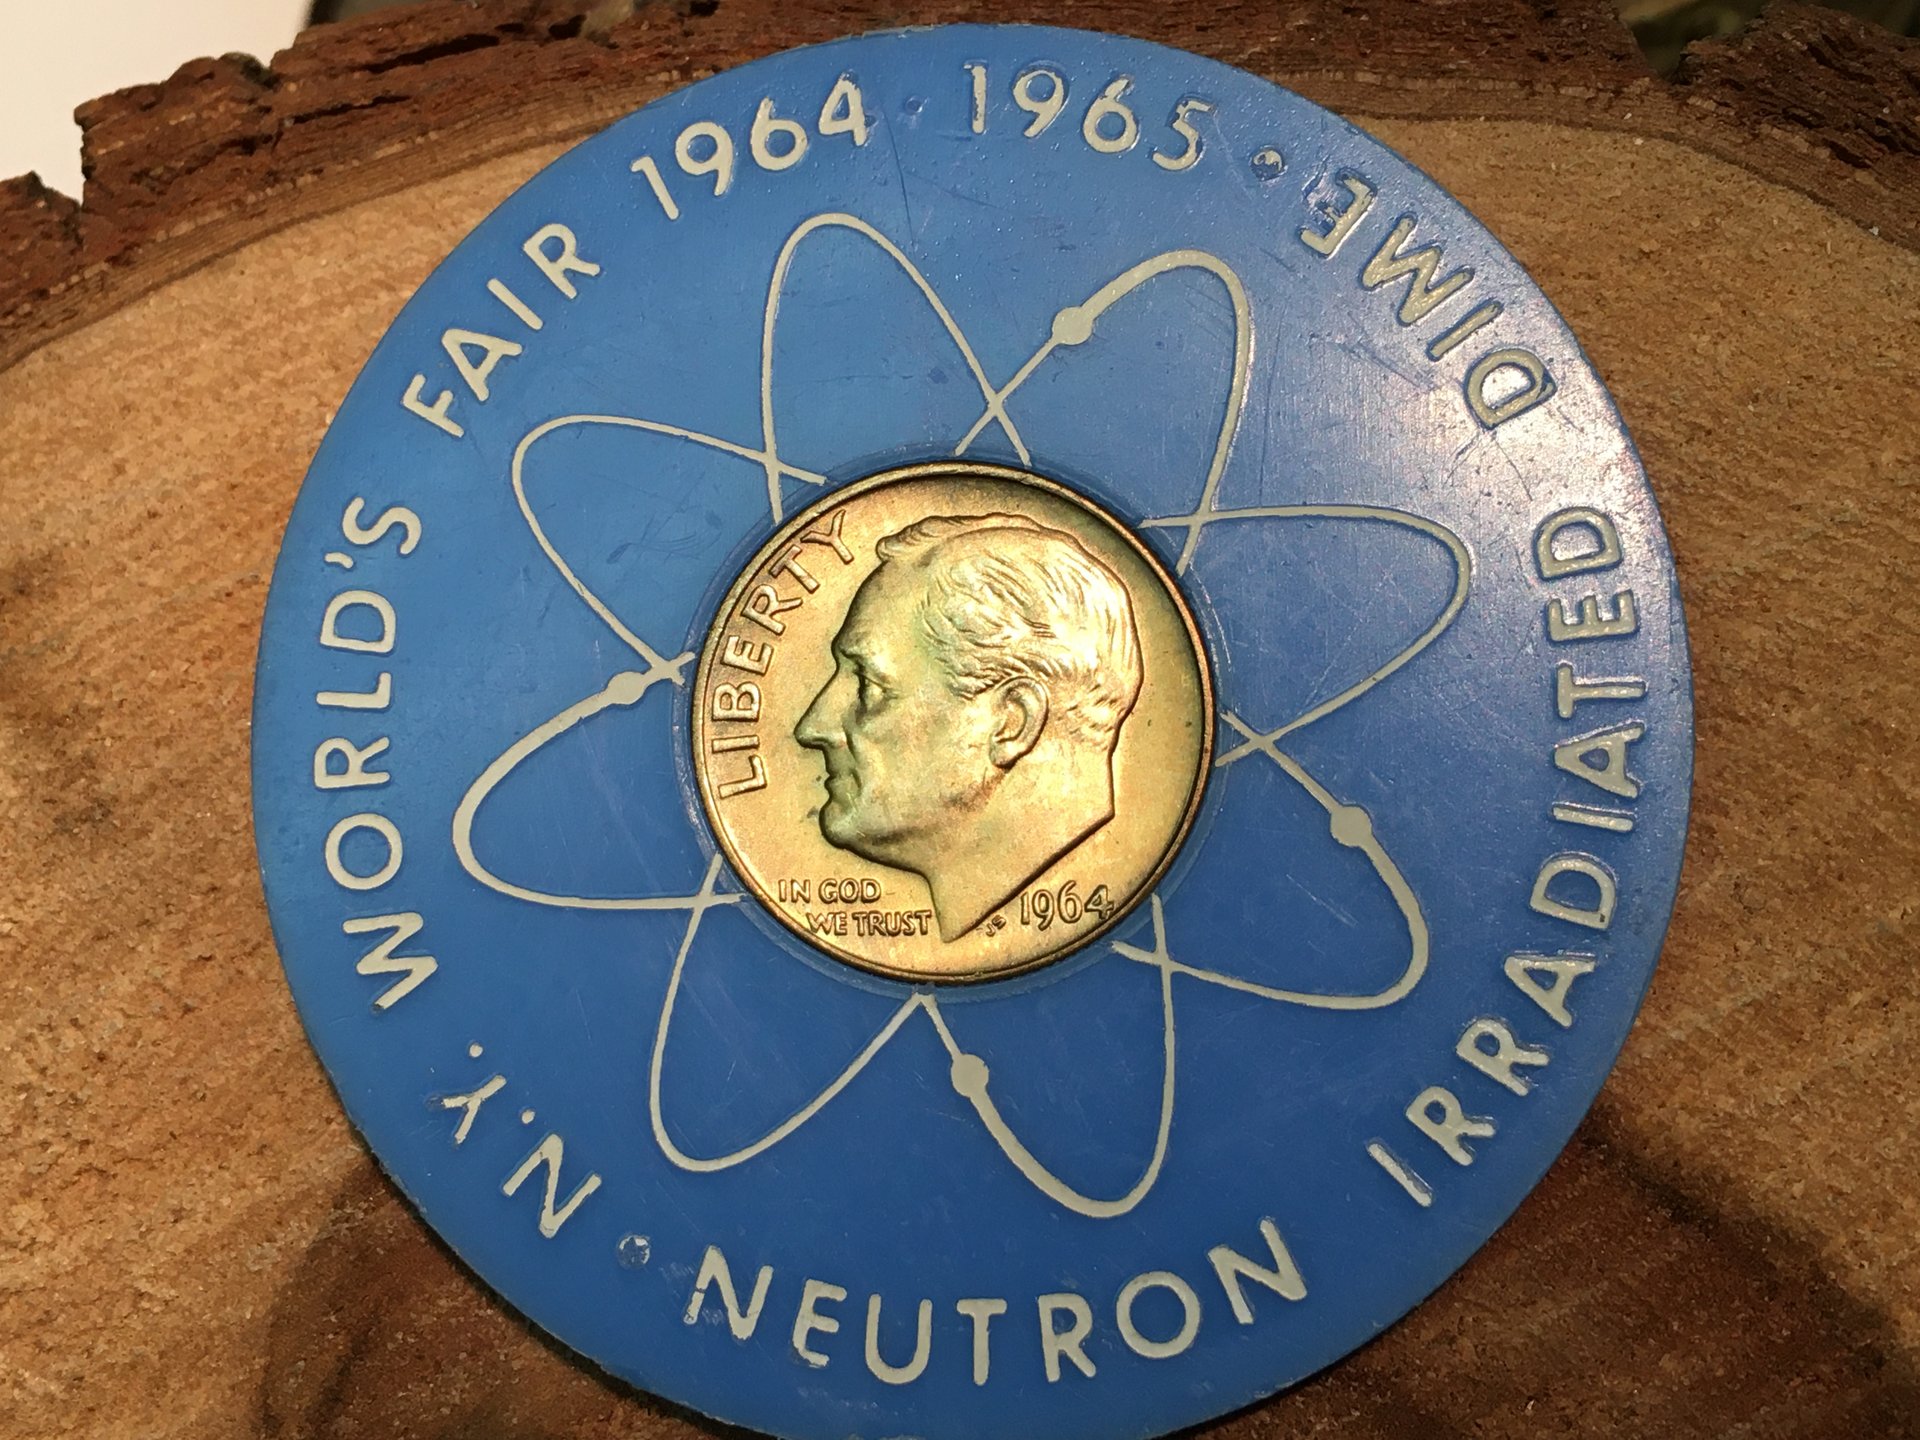 N.Y. WORLD'S FAIR 1964 · 1965 ·
NEUTRON IRRADIATED DIME ·
LIBERTY
IN GOD
WE TRUST
JS 1964